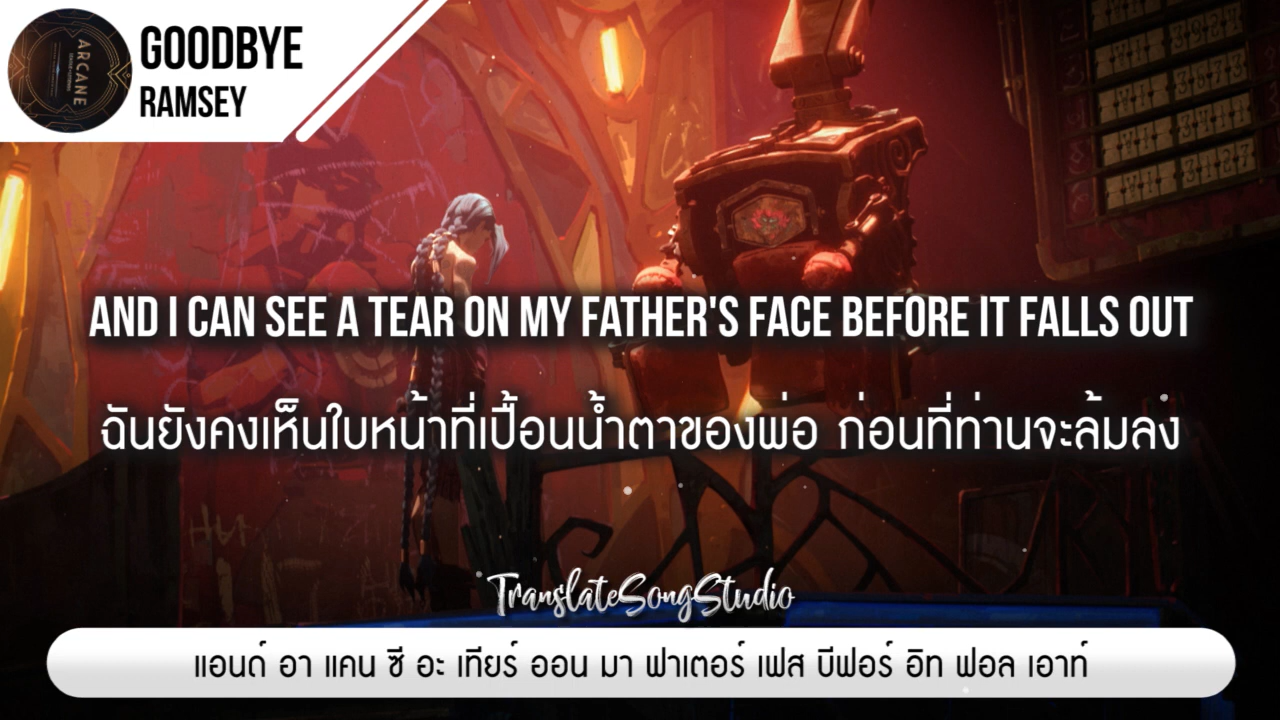 ARCANE
GOODBYE
RAMSEY
AND I CAN SEE A TEAR ON MY FATHER'S FACE BEFORE IT FALLS OUT
ฉันยังคงเห็นใบหน้าที่เปื้อนน้ำตาของพ่อ ก่อนที่ท่านจะล้มลง
TranslateSongStudio
แอนด์ อา แคน ซี อะ เทียร์ ออน มา ฟาเตอร์ เฟส บีฟอร์ อิท ฟอล เอาท์